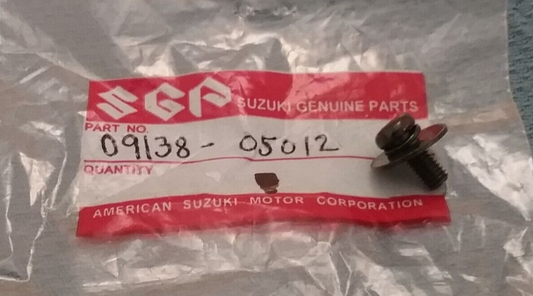 SGP SUZUKI GENUINE PARTS
PART NO. 09138-05012
QUANTITY
AMERICAN SUZUKI MOTOR CORPORATION